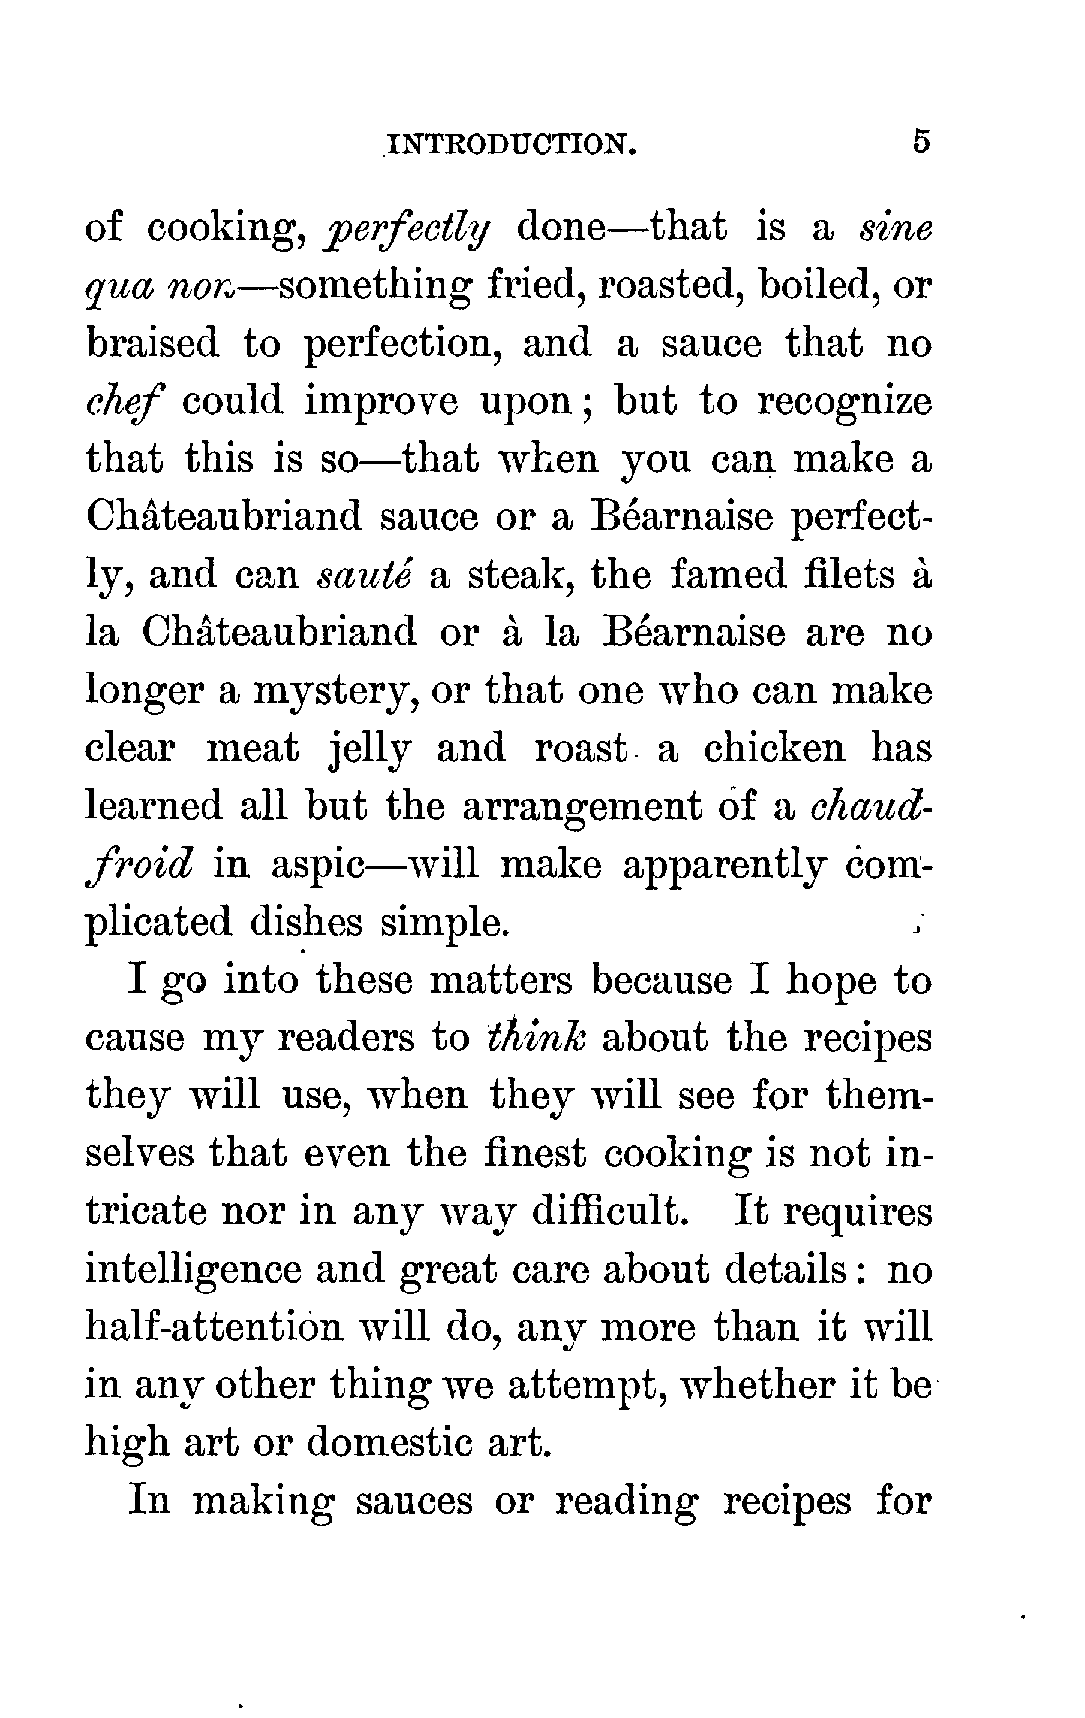 INTRODUCTION. 5
of cooking, perfectly done—that is a sine
qua non—something fried, roasted, boiled, or
braised to perfection, and a sauce that no
chef could improve upon; but to recognize
that this is so—that when you can make a
Châteaubriand sauce or a Béarnaise perfect-
ly, and can sauté a steak, the famed filets à
la Châteaubriand or à la Béarnaise are no
longer a mystery, or that one who can make
clear meat jelly and roast a chicken has
learned all but the arrangement of a chaud-
froid in aspic—will make apparently com-
plicated dishes simple.
I go into these matters because I hope to
cause my readers to think about the recipes
they will use, when they will see for them-
selves that even the finest cooking is not in-
tricate nor in any way difficult. It requires
intelligence and great care about details: no
half-attention will do, any more than it will
in any other thing we attempt, whether it be
high art or domestic art.
In making sauces or reading recipes for